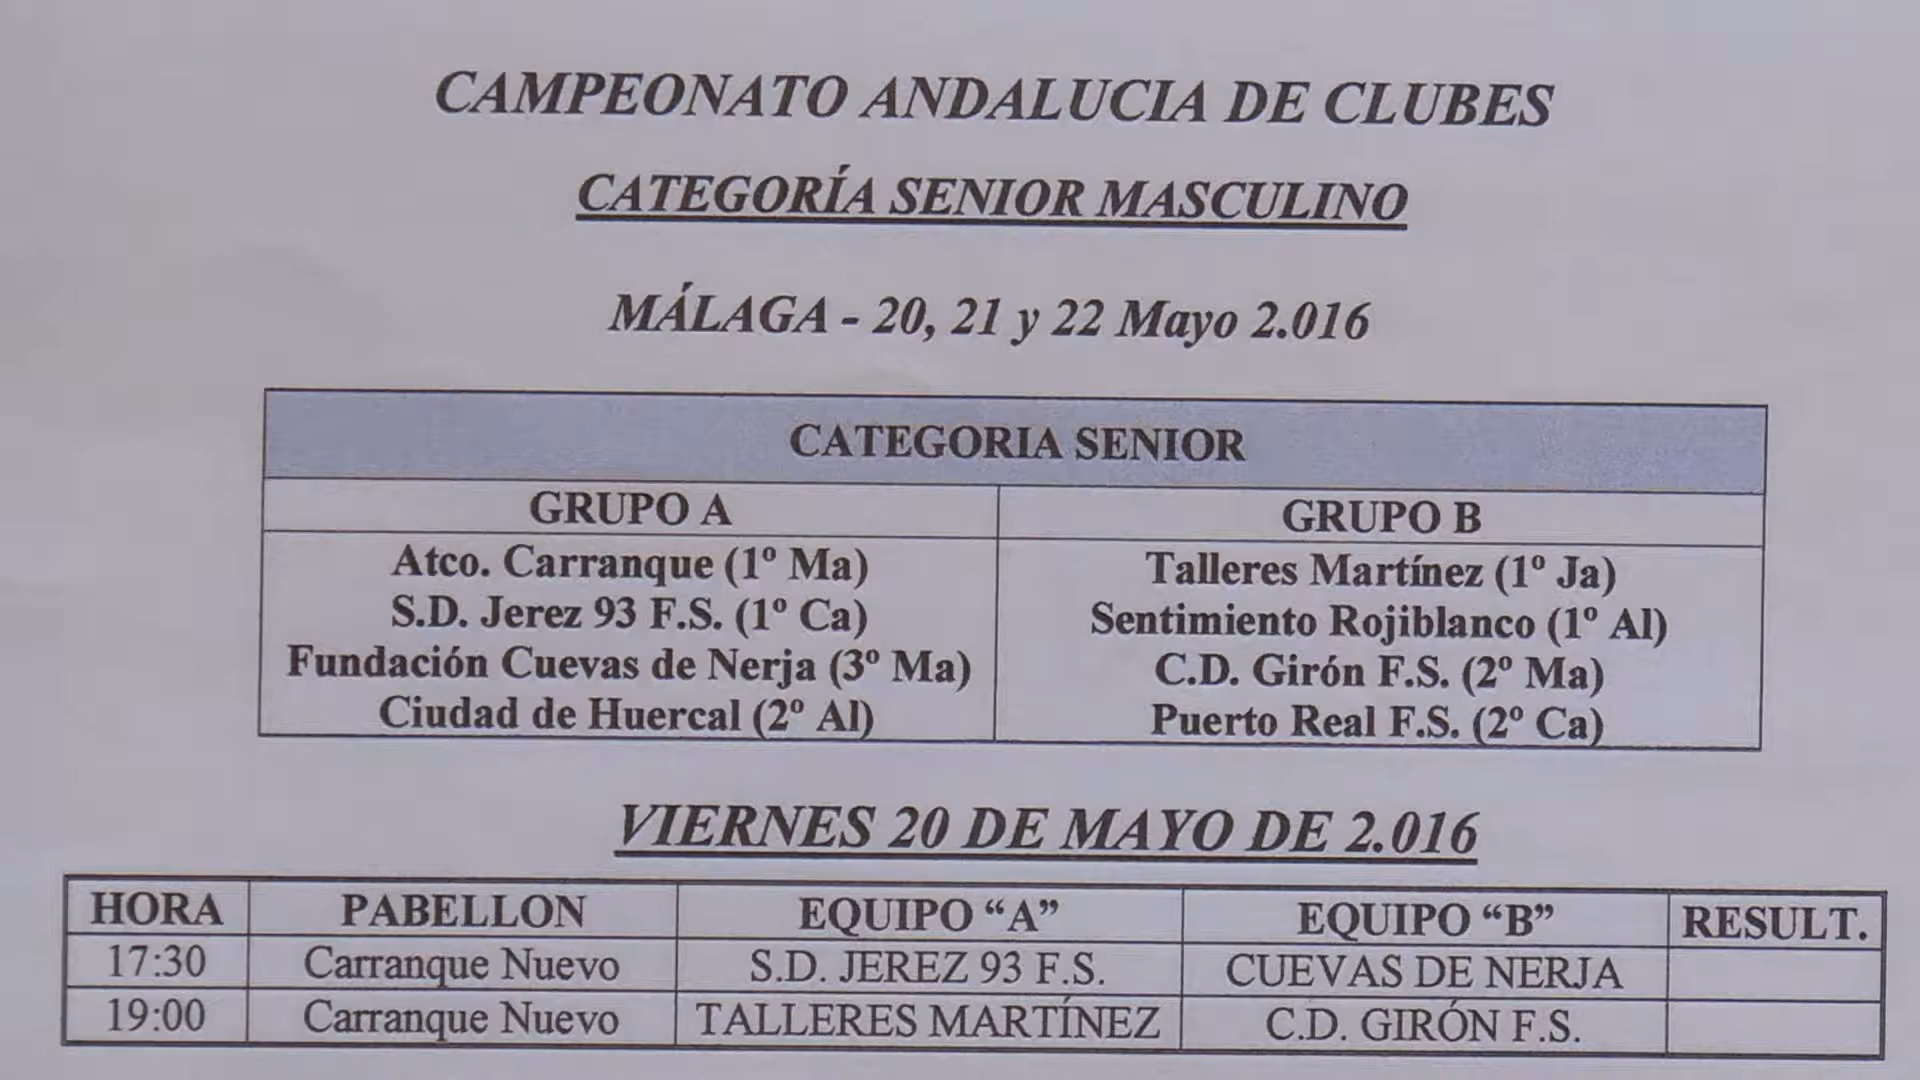 CAMPEONATO ANDALUCIA DE CLUBES
CATEGORÍA SENIOR MASCULINO
MÁLAGA - 20, 21 y 22 Mayo 2.016
CATEGORIA SENIOR
GRUPO A GRUPO B
Atco. Carranque (1º Ma) Talleres Martínez (1º Ja)
S.D. Jerez 93 F.S. (1º Ca) Sentimiento Rojiblanco (1º Al)
Fundación Cuevas de Nerja (3º Ma) C.D. Girón F.S. (2º Ma)
Ciudad de Huercal (2º Al) Puerto Real F.S. (2º Ca)
VIERNES 20 DE MAYO DE 2.016
HORA PABELLON EQUIPO “A” EQUIPO “B” RESULT.
17:30 Carranque Nuevo S.D. JEREZ 93 F.S. CUEVAS DE NERJA
19:00 Carranque Nuevo TALLERES MARTÍNEZ C.D. GIRÓN F.S.